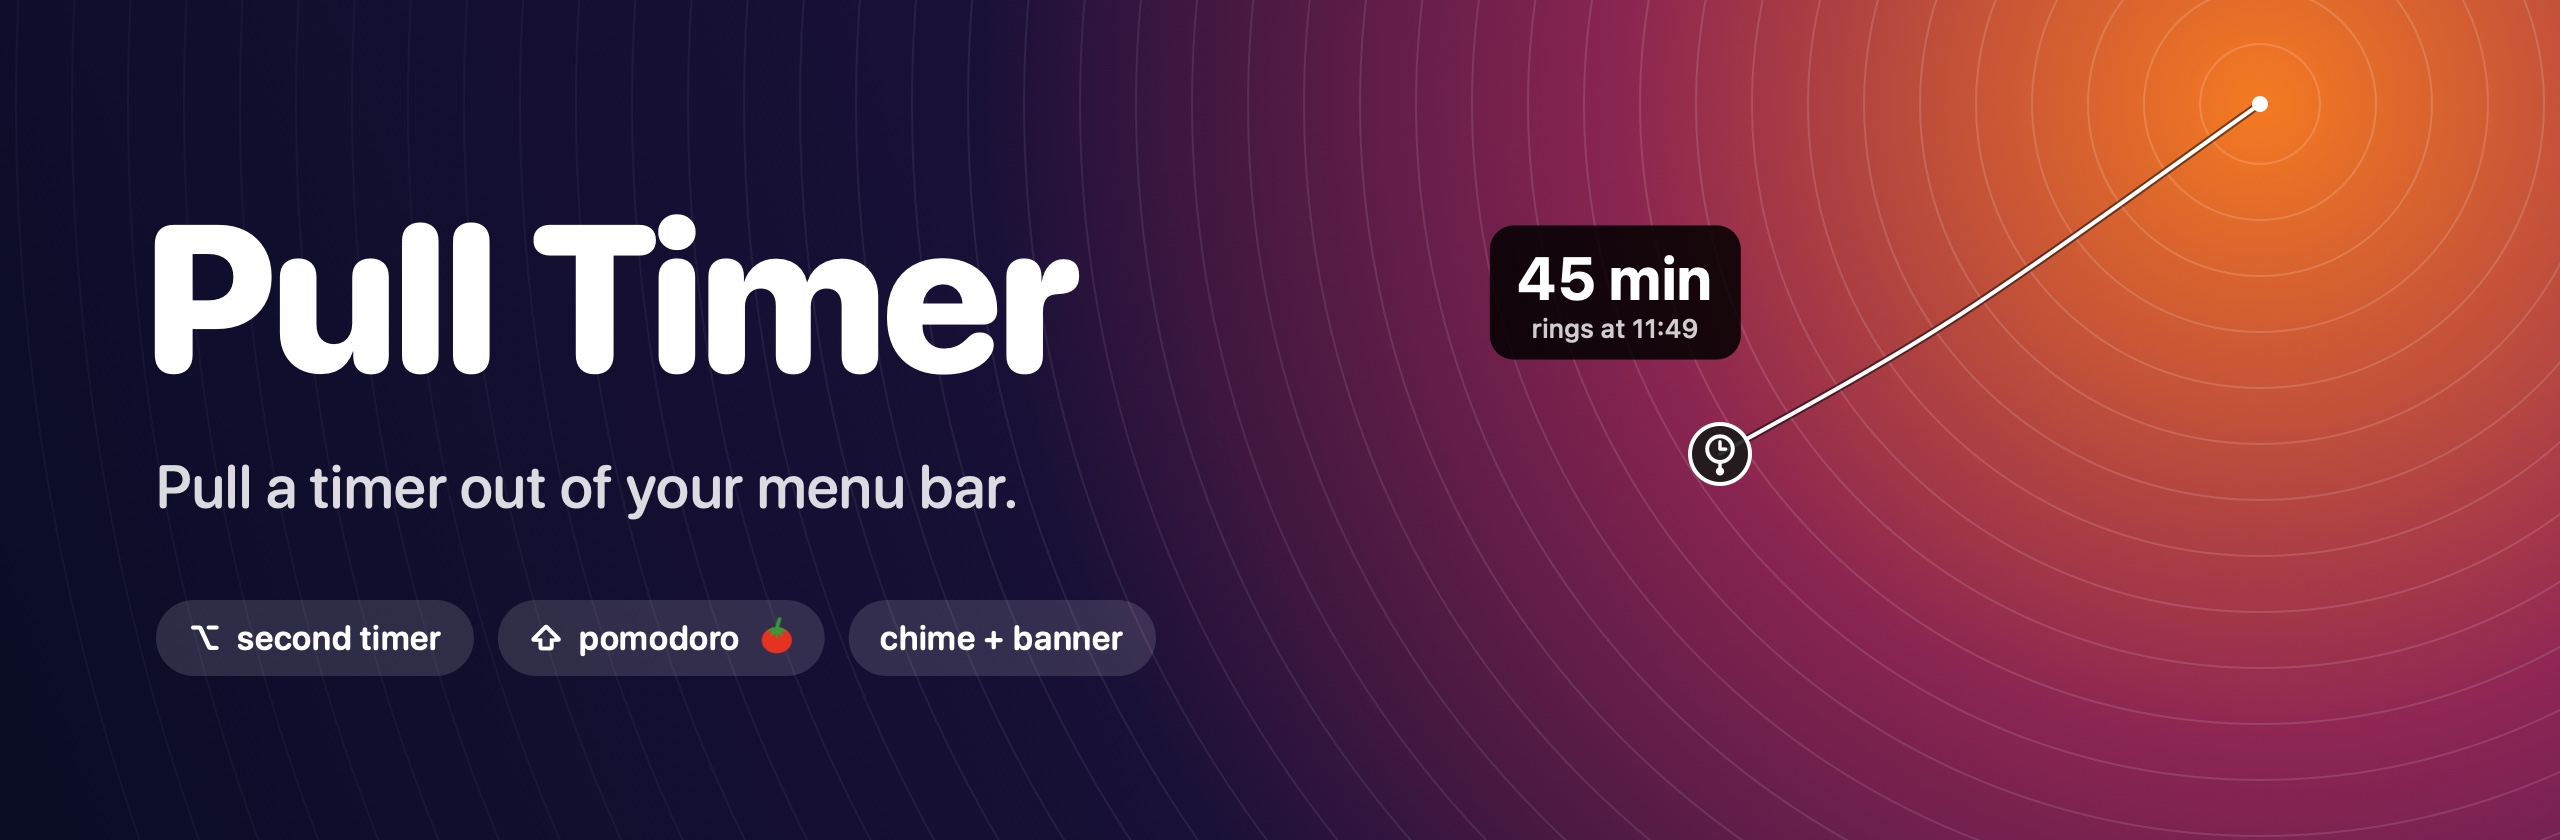 Pull Timer
Pull a timer out of your menu bar.
⌥ second timer
⇧ pomodoro 🍅
chime + banner
45 min
rings at 11:49